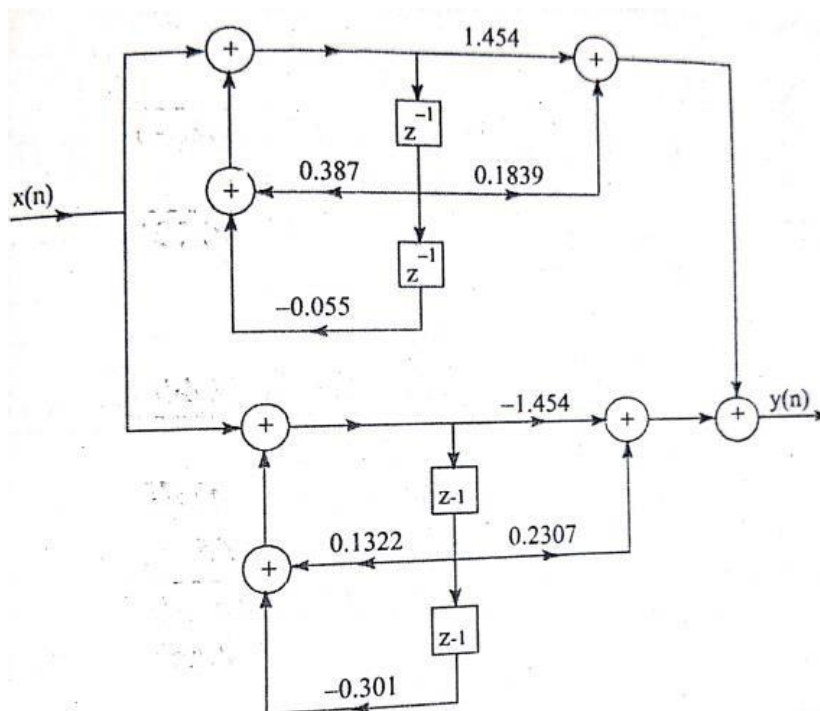 1.454
z⁻¹
0.387 0.1839
x(n)
z⁻¹
−0.055
−1.454 y(n)
z-1
0.1322 0.2307
z-1
−0.301
+
+
+
+
+
+
+